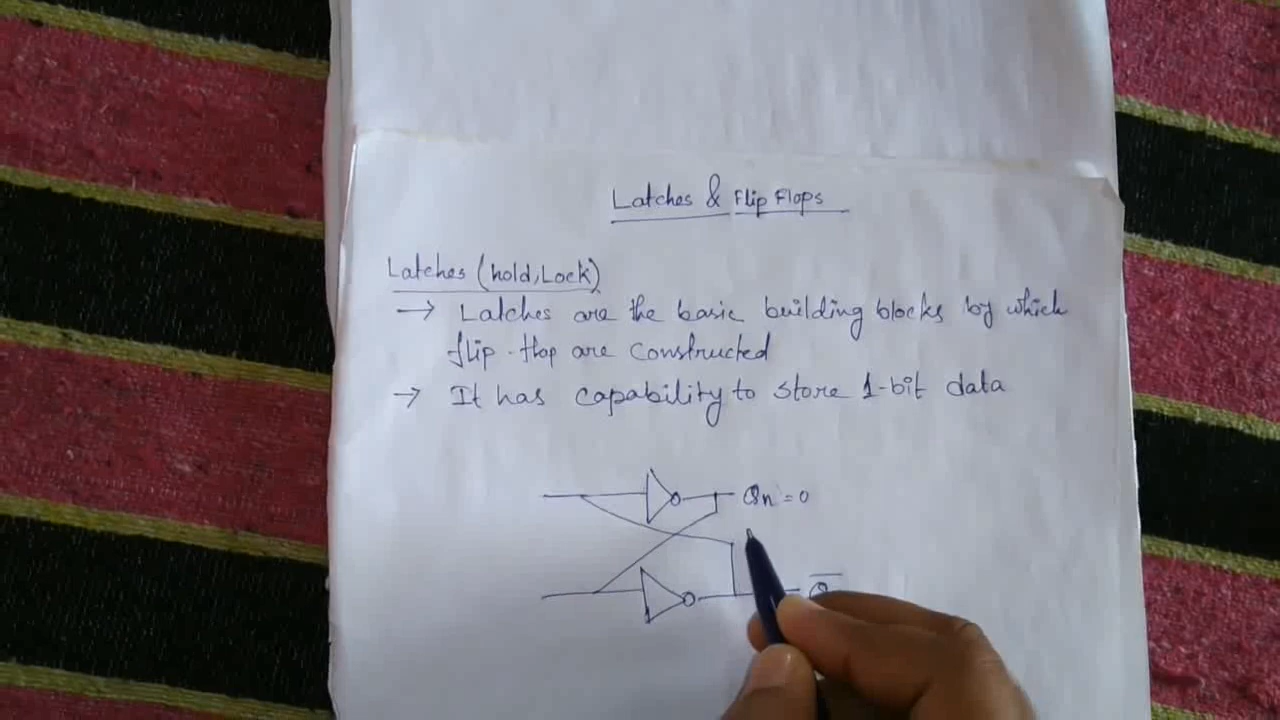 Latches & Flip Flops
Latches (hold, Lock)
→ Latches are the basic building blocks by which
flip-flop are constructed
→ It has capability to store 1-bit data
Qn = 0